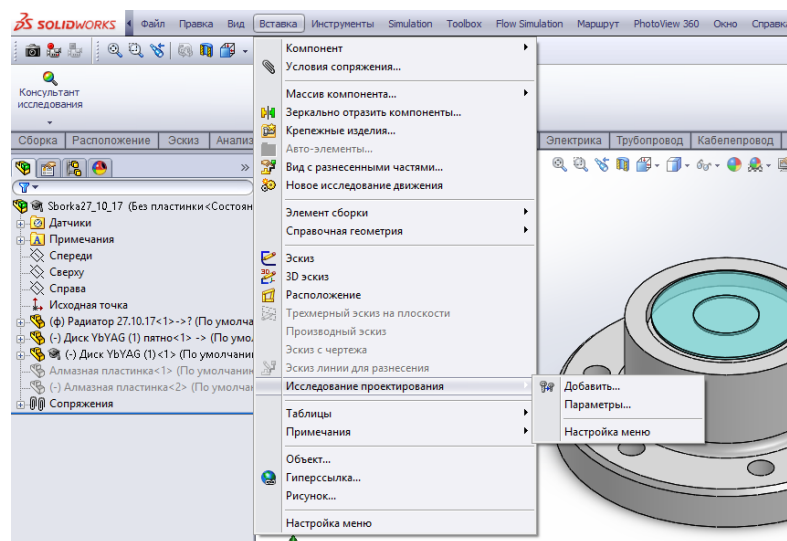 SOLIDWORKS
Файл Правка Вид Вставка Инструменты Simulation Toolbox Flow Simulation Маршрут PhotoView 360 Окно Справка
Консультант
исследования
Сборка Расположение Эскиз Анализ Электрика Трубопровод Кабелепровод
Sborka27_10_17 (Без пластинки<Состоян
Датчики
Примечания
Спереди
Сверху
Справа
Исходная точка
(ф) Радиатор 27.10.17<1>->? (По умолча
(-) Диск YbYAG (1) пятно<1> -> (По умо
(-) Диск YbYAG (1)<1> (По умолчани
Алмазная пластинка<1> (По умолчани
(-) Алмазная пластинка<2> (По умолча
Сопряжения
Компонент
Условия сопряжения...
Массив компонента...
Зеркально отразить компоненты...
Крепежные изделия...
Авто-элементы...
Вид с разнесенными частями...
Новое исследование движения
Элемент сборки
Справочная геометрия
Эскиз
3D эскиз
Расположение
Трехмерный эскиз на плоскости
Производный эскиз
Эскиз с чертежа
Эскиз линии для разнесения
Исследование проектирования
Таблицы
Примечания
Объект...
Гиперссылка...
Рисунок...
Настройка меню
Добавить...
Параметры...
Настройка меню